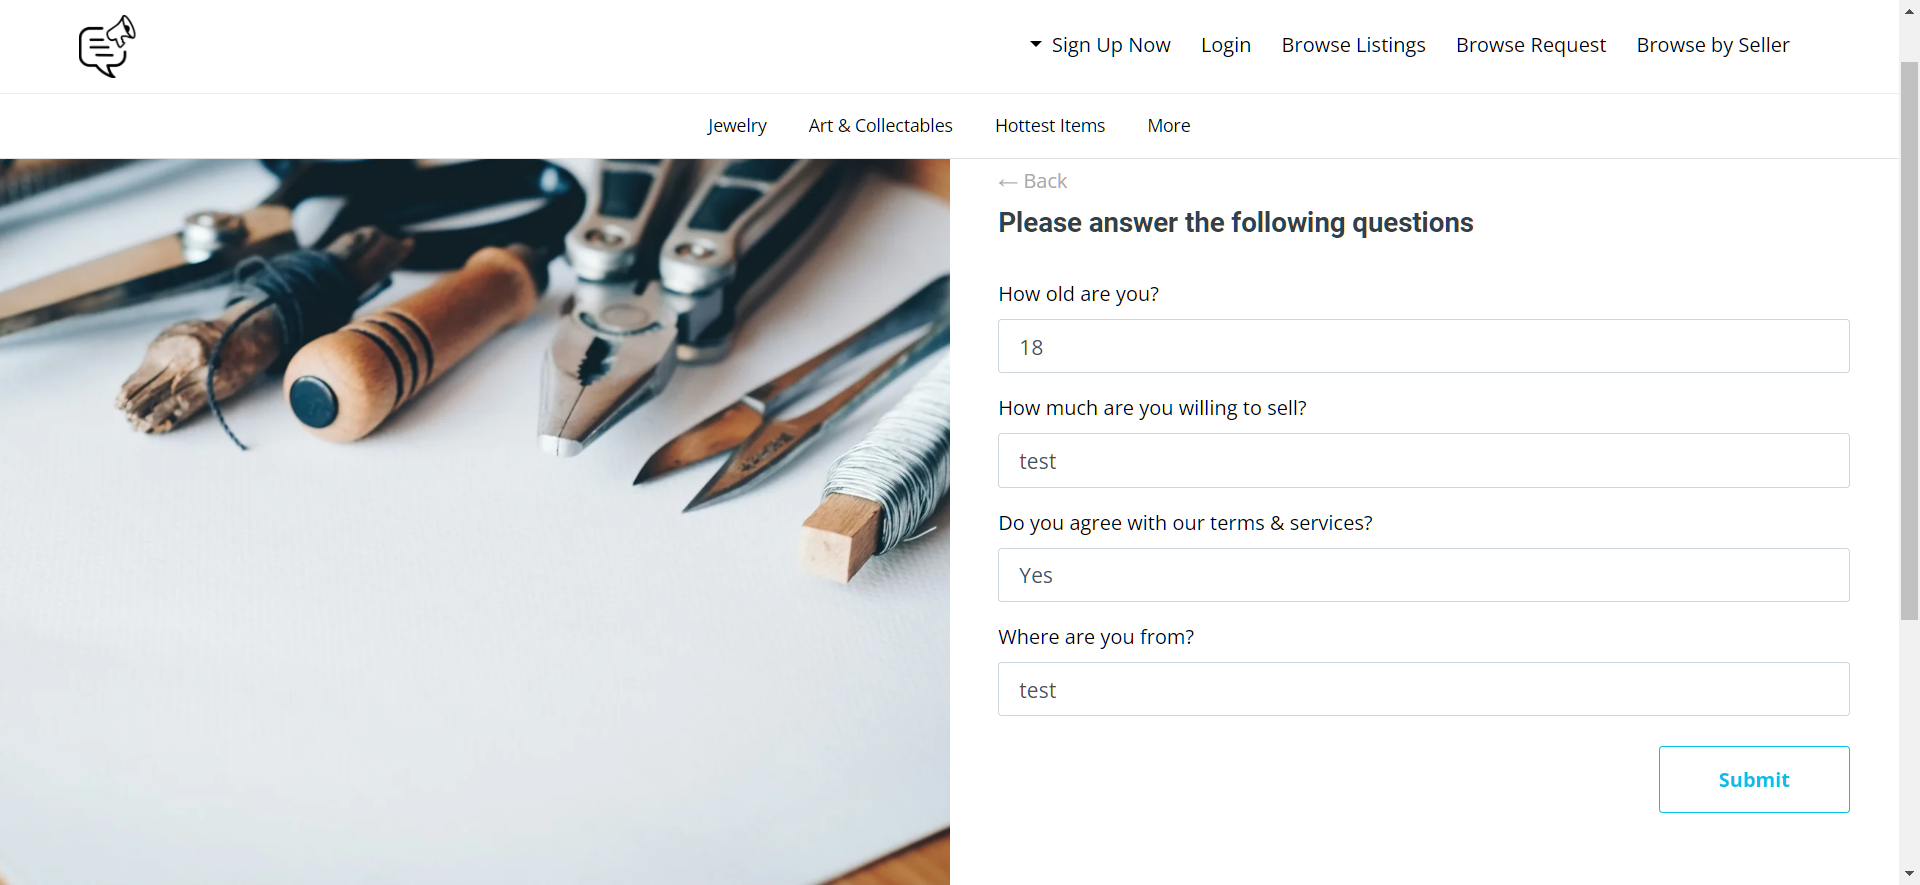 Sign Up Now Login Browse Listings Browse Request Browse by Seller
Jewelry Art & Collectables Hottest Items More
← Back
Please answer the following questions
How old are you?
18
How much are you willing to sell?
test
Do you agree with our terms & services?
Yes
Where are you from?
test
Submit